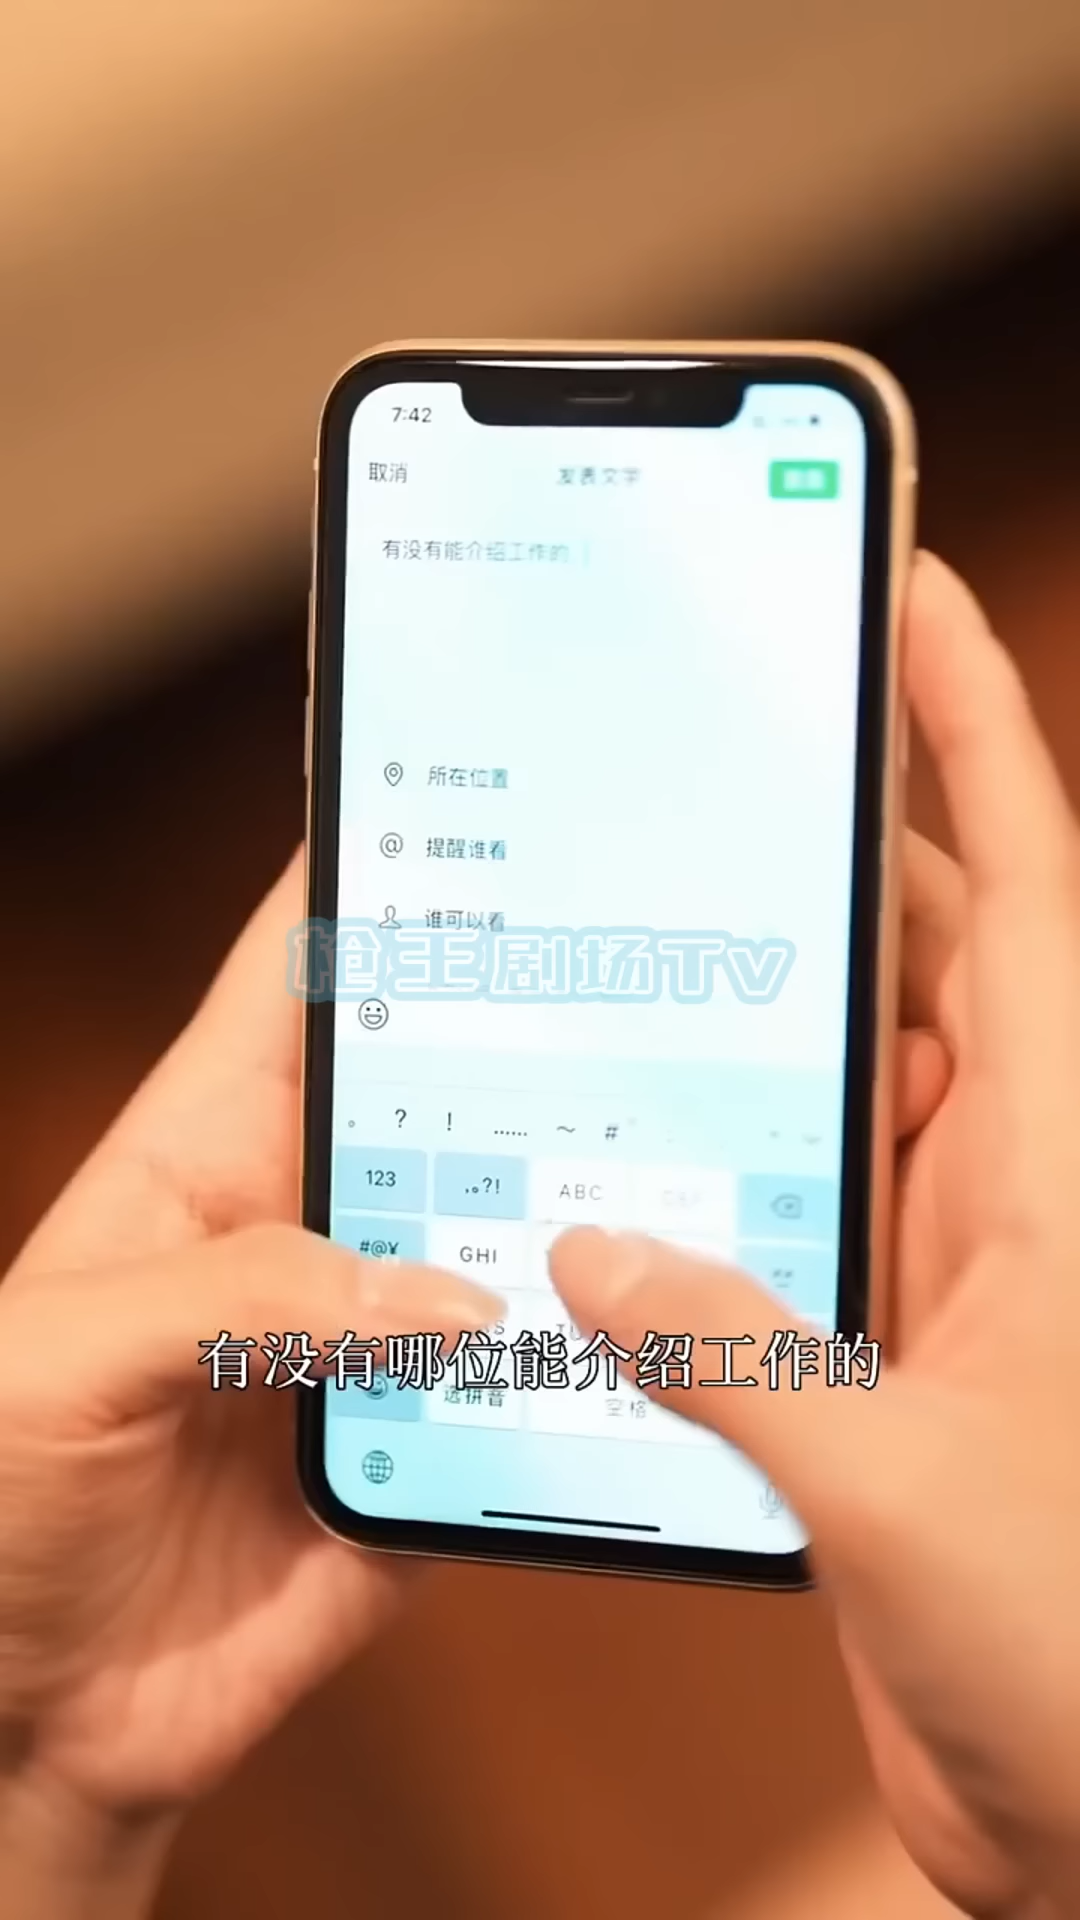 7:42
取消
发表文字
有没有能介绍工作的
所在位置
@ 提醒谁看
谁可以看
枪王剧场TV
。 ? ! …… ～ #
123
,。?!
ABC
DEF
#@¥
GHI
有没有哪位能介绍工作的
选拼音
空格